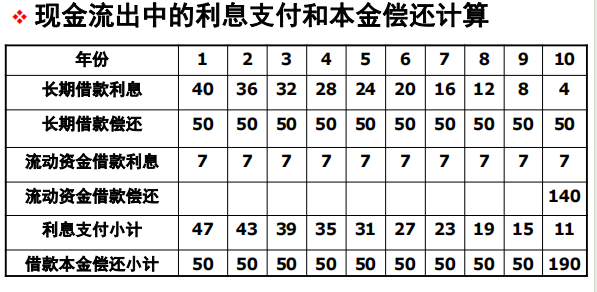 ❖ 现金流出中的利息支付和本金偿还计算
年份 1 2 3 4 5 6 7 8 9 10
长期借款利息 40 36 32 28 24 20 16 12 8 4
长期借款偿还 50 50 50 50 50 50 50 50 50 50
流动资金借款利息 7 7 7 7 7 7 7 7 7 7
流动资金借款偿还 140
利息支付小计 47 43 39 35 31 27 23 19 15 11
借款本金偿还小计 50 50 50 50 50 50 50 50 50 190